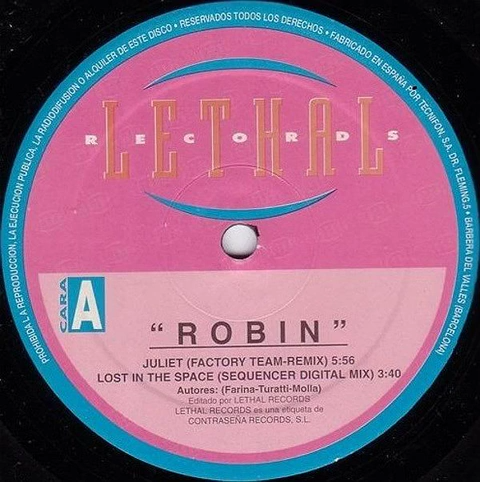 PROHIBIDA LA REPRODUCCION, LA EJECUCION PUBLICA, LA RADIODIFUSION O ALQUILER DE ESTE DISCO • RESERVADOS TODOS LOS DERECHOS • FABRICADO EN ESPAÑA POR TECNIFON, S.A. DR. FLEMING,5 • BARBERA DEL VALLES (BARCELONA)
LETHAL
RECORDS
CARA
A
"ROBIN"
JULIET (FACTORY TEAM-REMIX) 5:56
LOST IN THE SPACE (SEQUENCER DIGITAL MIX) 3:40
Autores: (Farina-Turatti-Molla)
Editado por LETHAL RECORDS
LETHAL RECORDS es una etiqueta de
CONTRASEÑA RECORDS, S.L.